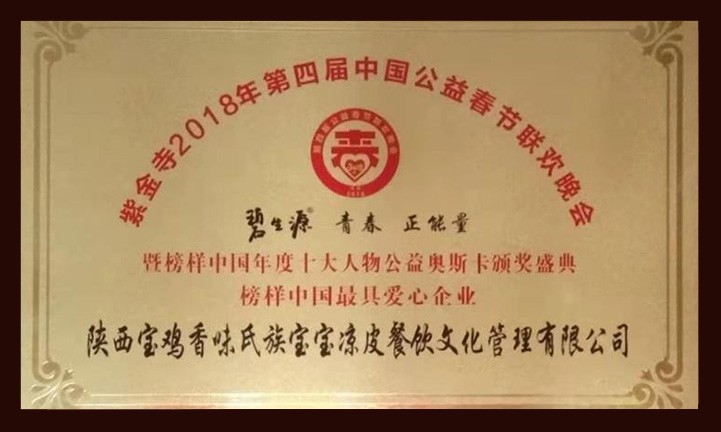 紫金寺2018年第四届中国公益春节联欢晚会
碧生源® 青春 正能量
暨榜样中国年度十大人物公益奥斯卡颁奖盛典
榜样中国最具爱心企业
陕西宝鸡香味氏族宝宝凉皮餐饮文化管理有限公司